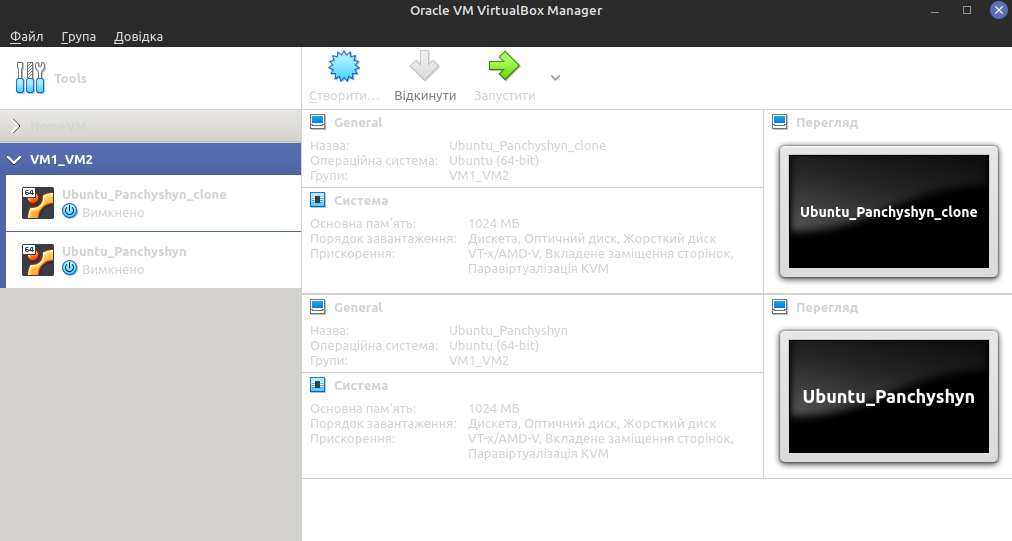 Oracle VM VirtualBox Manager
Файл Група Довідка
Tools
Створити... Відкинути Запустити
HomeVM
VM1_VM2
64
Ubuntu_Panchyshyn_clone
Вимкнено
64
Ubuntu_Panchyshyn
Вимкнено
General
Назва: Ubuntu_Panchyshyn_clone
Операційна система: Ubuntu (64-bit)
Групи: VM1_VM2
Система
Основна пам'ять: 1024 МБ
Порядок завантаження: Дискета, Оптичний диск, Жорсткий диск
Прискорення: VT-x/AMD-V, Вкладене заміщення сторінок,
Паравіртуалізація KVM
Перегляд
Ubuntu_Panchyshyn_clone
General
Назва: Ubuntu_Panchyshyn
Операційна система: Ubuntu (64-bit)
Групи: VM1_VM2
Система
Основна пам'ять: 1024 МБ
Порядок завантаження: Дискета, Оптичний диск, Жорсткий диск
Прискорення: VT-x/AMD-V, Вкладене заміщення сторінок,
Паравіртуалізація KVM
Перегляд
Ubuntu_Panchyshyn